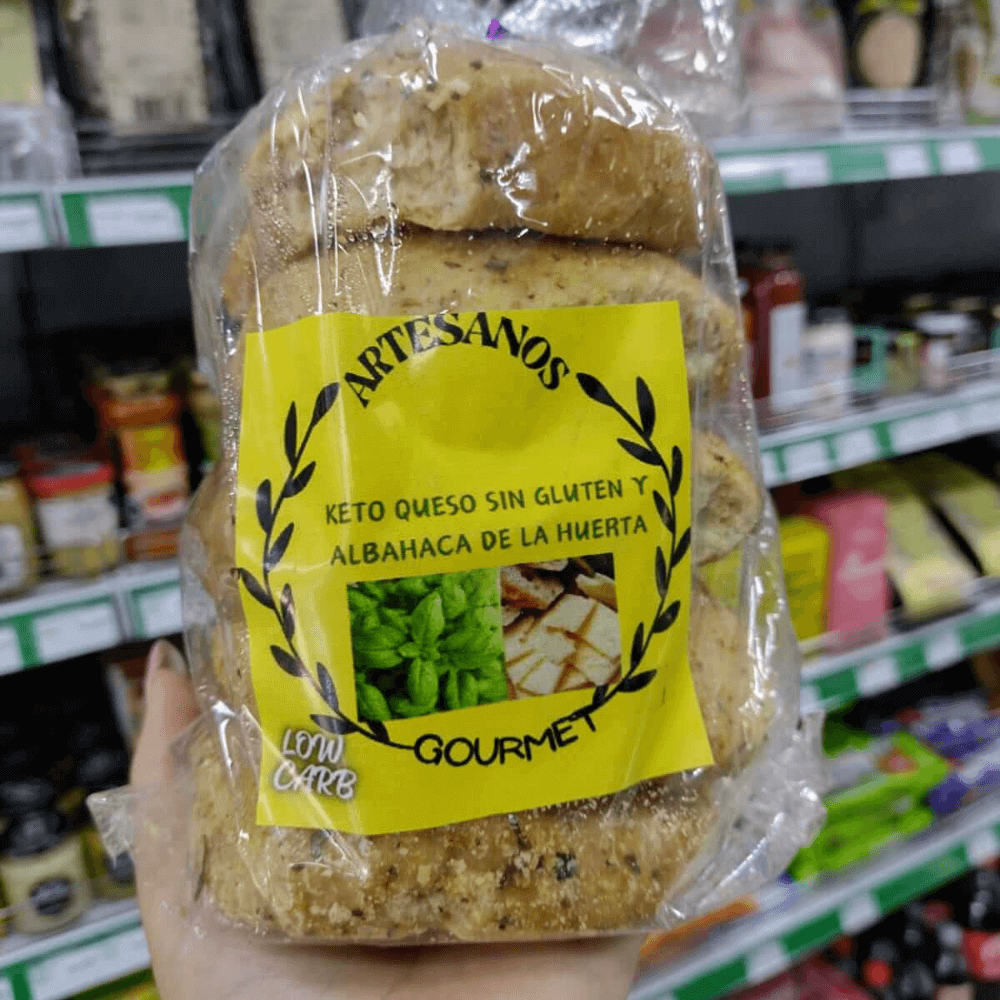 ARTESANOS
KETO QUESO SIN GLUTEN Y
ALBAHACA DE LA HUERTA
GOURMET
LOW
CARB